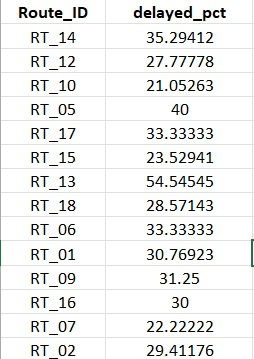 Route_ID delayed_pct
RT_14 35.29412
RT_12 27.77778
RT_10 21.05263
RT_05 40
RT_17 33.33333
RT_15 23.52941
RT_13 54.54545
RT_18 28.57143
RT_06 33.33333
RT_01 30.76923
RT_09 31.25
RT_16 30
RT_07 22.22222
RT_02 29.41176